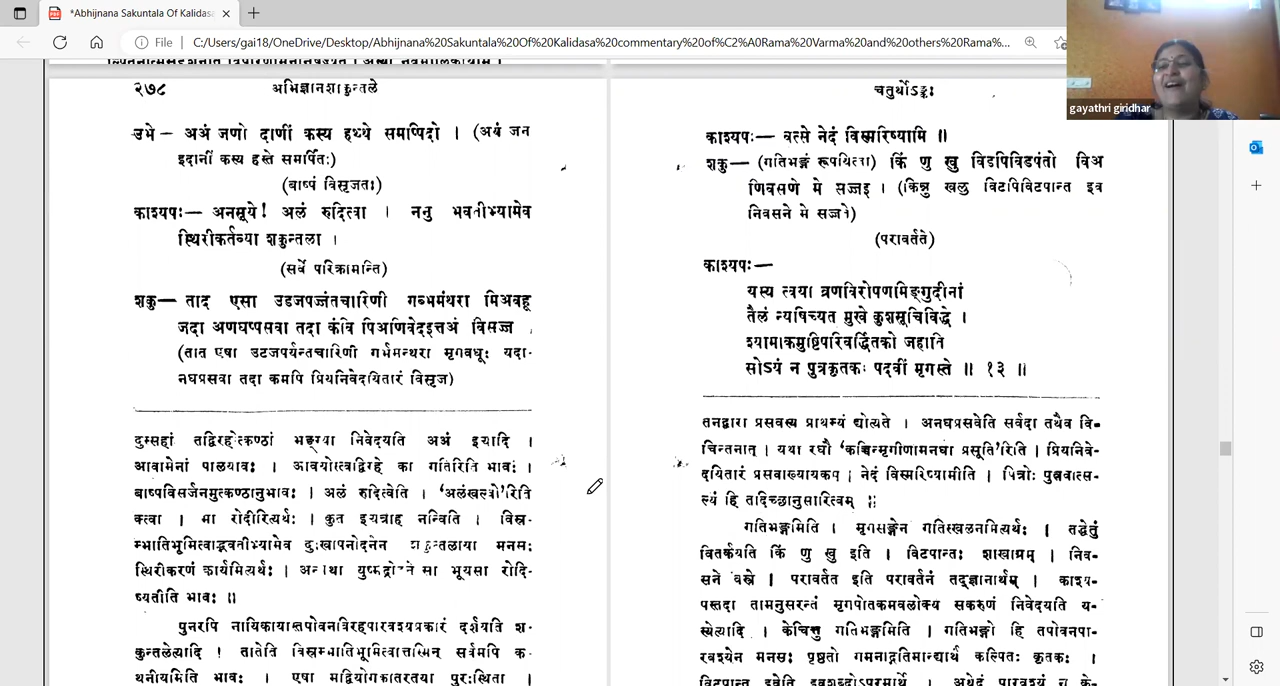 *Abhijnana Sakuntala Of Kalidasa
File
C:/Users/gai18/OneDrive/Desktop/Abhijnana%20Sakuntala%20Of%20Kalidasa%20commentary%20of%C2%A0Rama%20Varma%20and%20others%20Rama%...
gayathri giridhar
२७८ अभिज्ञानशाकुन्तले
उभे — अअं जणो दाणीं कस्य हथ्थे समाप्पिदो । (अयं जन
इदानीं कस्य हस्ते समर्पितः)
(बाष्पं विसृजतः)
काश्यपः — अनसूये! अलं रुदित्वा । ननु भवतीभ्यामेव
स्थिरीकर्तव्या शकुन्तला ।
(सर्वे परिक्रामन्ति)
शकु — ताद एसा उडजपज्जंतचारिणी गब्भमंथरा मिअवहू
जदा अणघप्पसवा तदा कंवि पिअणिवेदइत्तअं विसज्ज ।
(तात एषा उटजपर्यन्तचारिणी गर्भमन्थरा मृगवधूः यदा-
नघप्रसवा तदा कमपि प्रियनिवेदयितारं विसृज)
दुस्सहां तद्विरहोत्कण्ठां भङ्ग्या निवेदयति अअं इत्यादि ।
आवामेनां पालयावः । आवयोस्त्वद्विरहे का गतिरिति भावः ।
बाष्पविसर्जनमुत्कण्ठानुभावः । अलं रुदित्वेति । 'अलंखल्वो'रिति
क्त्वा । मा रोदीरित्यर्थः । कुत इत्यत्राह नन्विति । विस्र-
म्भातिभूमित्वाद्भवतीभ्यामेव दुःखापनोदनेन शकुन्तलाया मनसः
स्थिरीकरणं कार्यमित्यर्थः । अन्यथा युष्मद्रोदने सा भूयसा रोदि-
ष्यतीति भावः ॥
पुनरपि नायिकायास्तपोवनविरहपारवश्यप्रकारं दर्शयति श-
कुन्तलेत्यादि । तातेति विस्रम्भातिभूमित्वात्तस्मिन् सर्वमपि क-
थनीयमिति भावः । एषा मद्वियोगकातरतया पुरःस्थिता ।
चतुर्थोऽङ्कः
काश्यपः — वत्से नेदं विस्मरिष्यामि ॥
शकु — (गतिभङ्गं रूपयित्वा) किं णु खु विडपिविडपंतो विअ
णिवसणे मे सज्जइ । (किन्नु खलु विटपिविटपान्त इव
निवसने मे सज्जते)
(परावर्तते)
काश्यपः —
यस्य त्वया व्रणविरोपणमिङ्गुदीनां
तैलं न्यषिच्यत मुखे कुशसूचिविद्धे ।
श्यामाकमुष्टिपरिवर्द्धितको जहाति
सोऽयं न पुत्रकृतकः पदवीं मृगस्ते ॥ १३ ॥
तनद्वारा प्रसवस्य प्राथम्यं द्योत्यते । अनघप्रसवेति सर्वदा तथैव वि-
चिन्तनात् । यथा रघौ 'कच्चिन्मृगीणामनघा प्रसूति'रिति । प्रियनिवे-
दयितारं प्रसवाख्यायकम् । नेदं विस्मरिष्यामीति । पित्रोः पुत्रवात्स-
ल्यं हि तदिच्छानुसारित्वम् ॥
गतिभङ्गमिति । मृगसङ्गेन गतिस्खलनमित्यर्थः । तद्धेतुं
वितर्कयति किं णु खु इति । विटपान्तः शाखाग्रम् । निव-
सने वस्त्रे । परावर्तत इति परावर्तनं तद्ज्ञानार्थम् । काश्य-
पस्तदा तामनुसरन्तं मृगपोतकमवलोक्य सकरुणं निवेदयति य-
स्येत्यादि । केचित्तु गतिभङ्गमिति । गतिभङ्गो हि तपोवनपा-
रवश्येन मनसः पृष्ठतो गमनाद्गतिमान्द्यार्थं कल्पितः कृतकः ।
विटपान्त इवेति इवशब्दोऽपरमार्थे । अथेदं पारवश्यं च के-